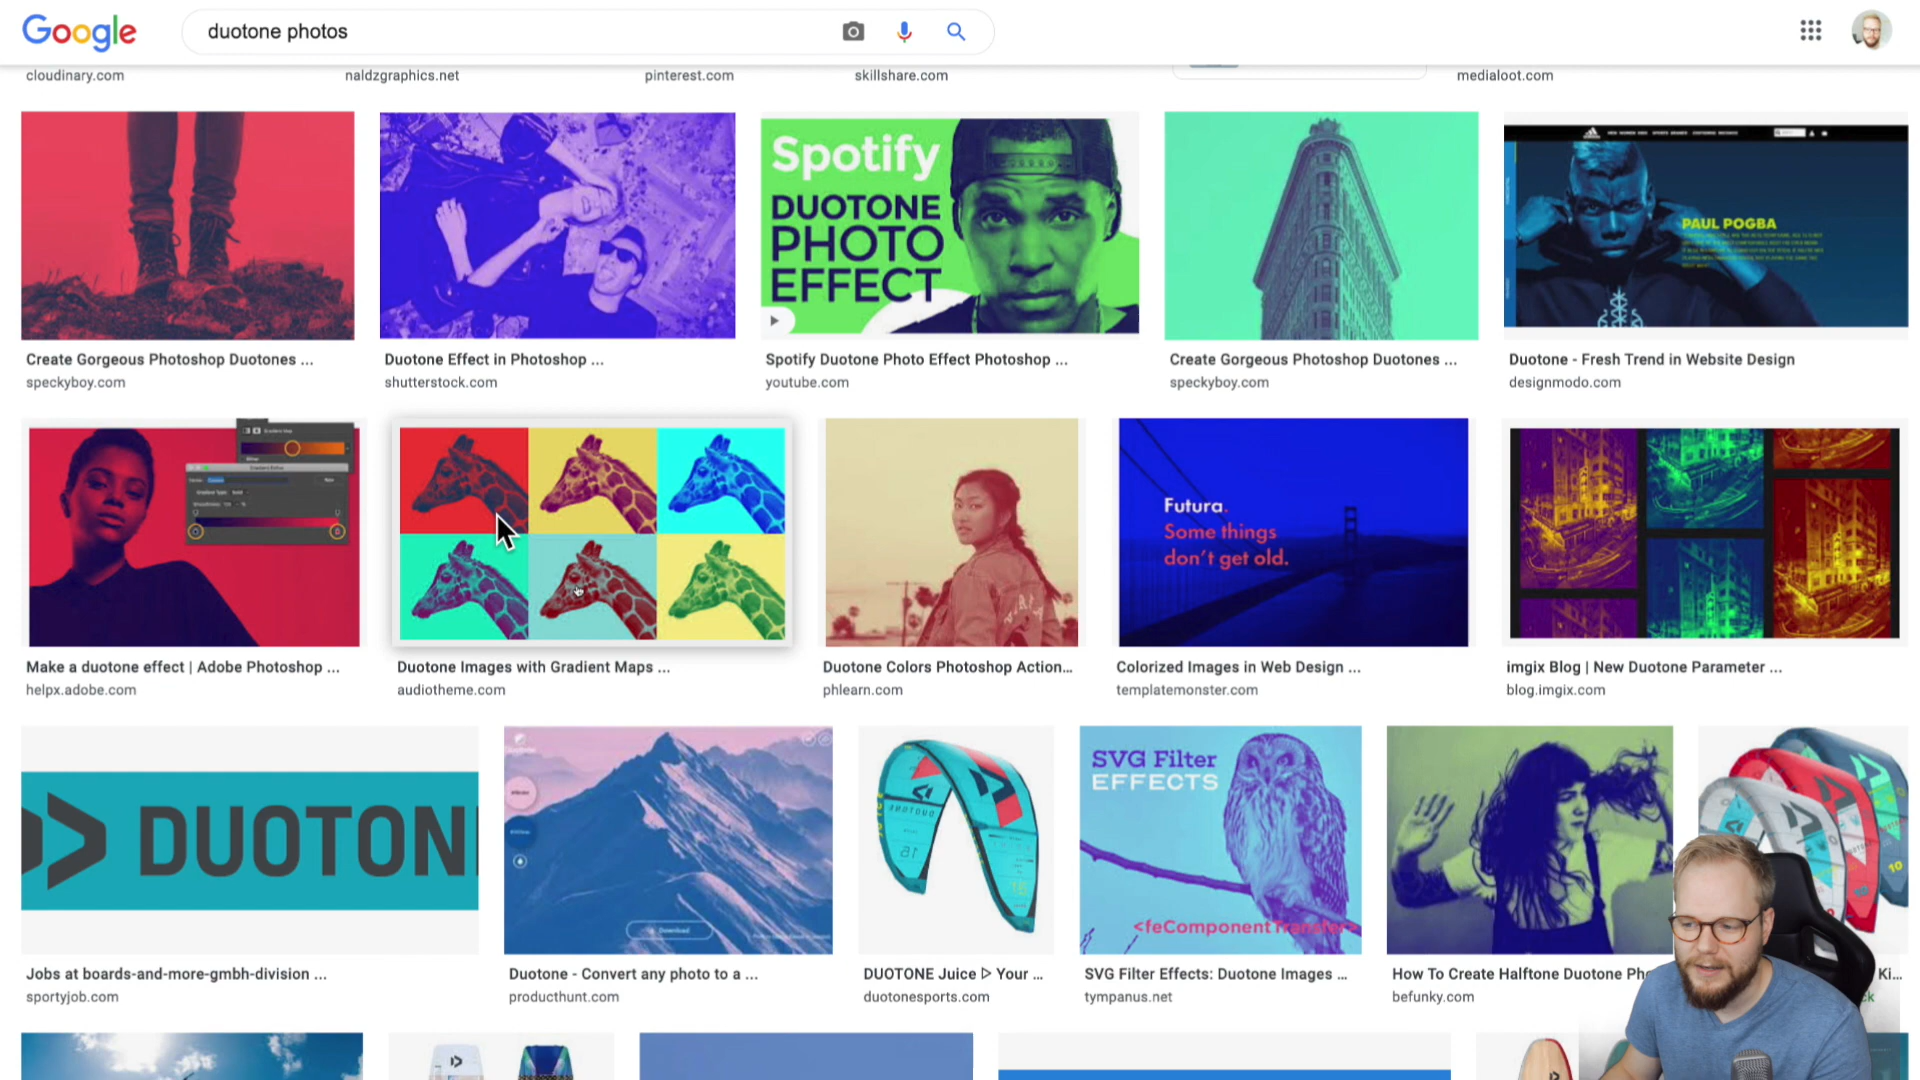 Google
duotone photos
cloudinary.com
naldzgraphics.net
pinterest.com
skillshare.com
medialoot.com
Spotify
DUOTONE
PHOTO
EFFECT
PAUL POGBA
Create Gorgeous Photoshop Duotones ...
speckyboy.com
Duotone Effect in Photoshop ...
shutterstock.com
Spotify Duotone Photo Effect Photoshop ...
youtube.com
Create Gorgeous Photoshop Duotones ...
speckyboy.com
Duotone - Fresh Trend in Website Design
designmodo.com
Futura.
Some things
don't get old.
Make a duotone effect | Adobe Photoshop ...
helpx.adobe.com
Duotone Images with Gradient Maps ...
audiotheme.com
Duotone Colors Photoshop Action...
phlearn.com
Colorized Images in Web Design ...
templatemonster.com
imgix Blog | New Duotone Parameter ...
blog.imgix.com
DUOTON
Download
SVG Filter
EFFECTS
<feComponentTransfer>
10
Jobs at boards-and-more-gmbh-division ...
sportyjob.com
Duotone - Convert any photo to a ...
producthunt.com
DUOTONE Juice ᐅ Your ...
duotonesports.com
SVG Filter Effects: Duotone Images ...
tympanus.net
How To Create Halftone Duotone Pho
befunky.com
Ki...
ck